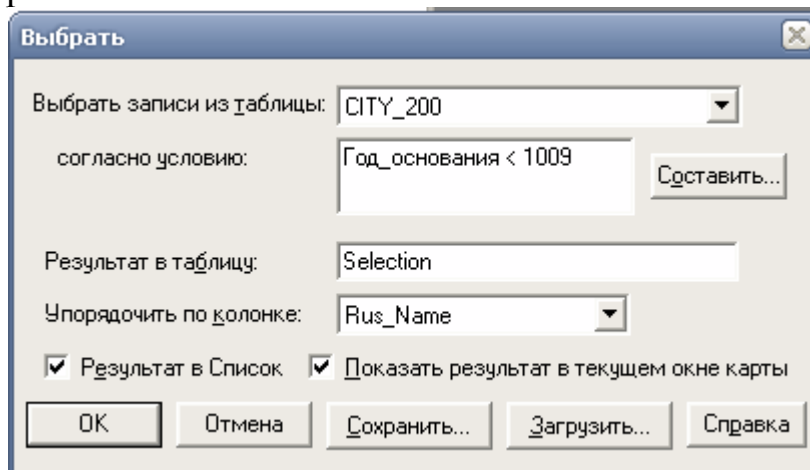 Выбрать
Выбрать записи из таблицы: CITY_200
согласно условию: Год_основания < 1009 Составить...
Результат в таблицу: Selection
Упорядочить по колонке: Rus_Name
Результат в Список Показать результат в текущем окне карты
OK Отмена Сохранить... Загрузить... Справка